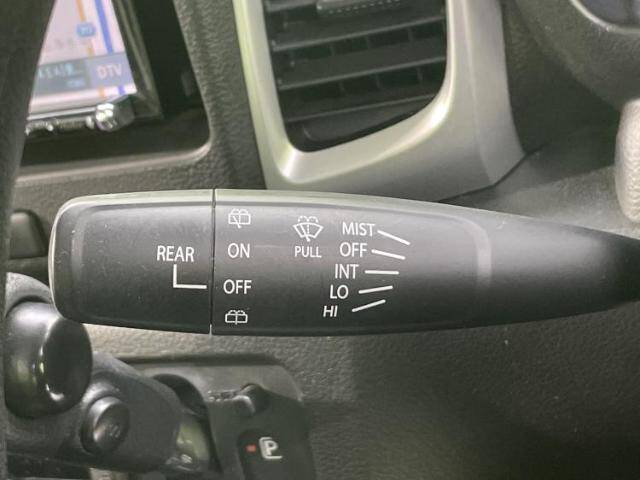 DTV
REAR
ON
OFF
PULL
MIST
OFF
INT
LO
HI
P